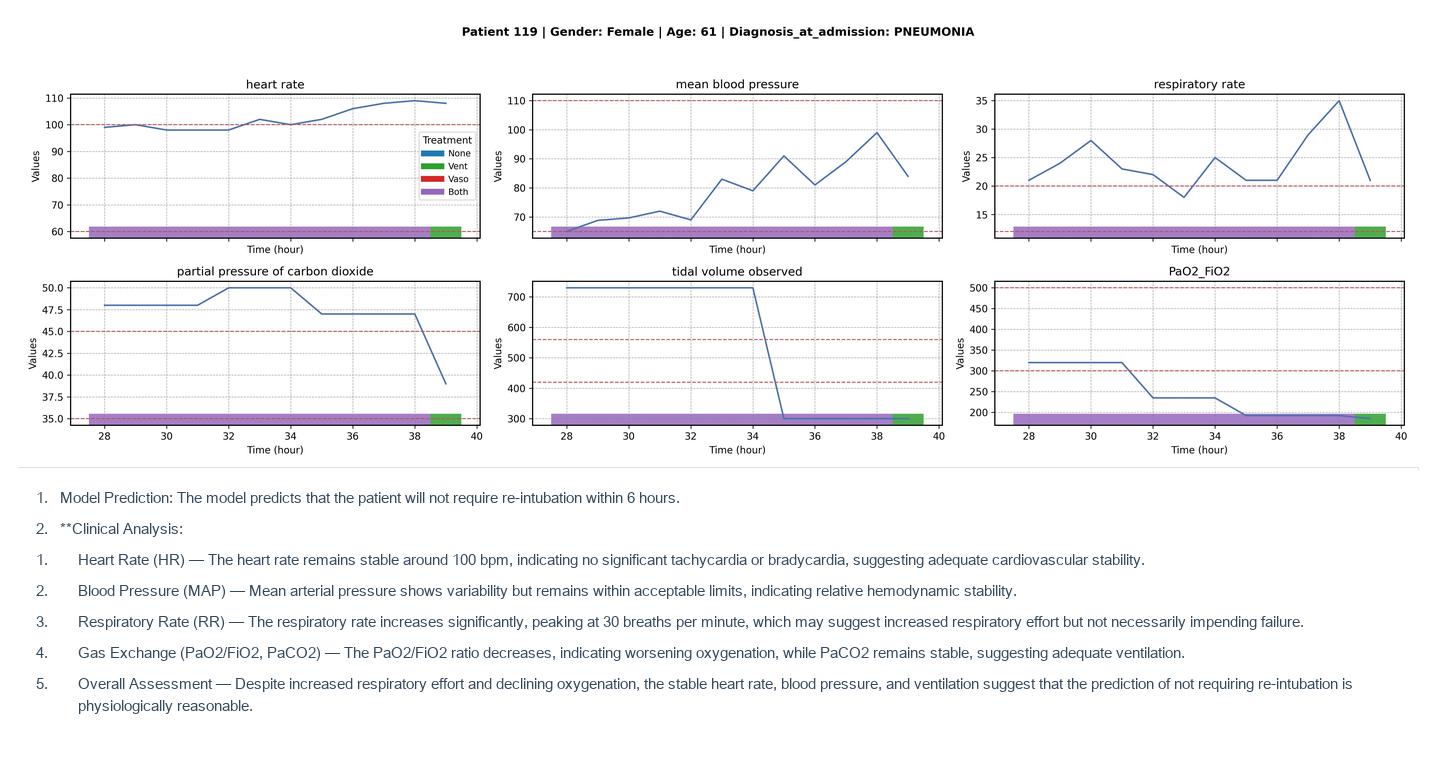 Patient 119 | Gender: Female | Age: 61 | Diagnosis_at_admission: PNEUMONIA
heart rate
110
100
90
80
70
60
Values
Time (hour)
Treatment
None
Vent
Vaso
Both
mean blood pressure
110
100
90
80
70
Values
Time (hour)
respiratory rate
35
30
25
20
15
Values
Time (hour)
partial pressure of carbon dioxide
50.0
47.5
45.0
42.5
40.0
37.5
35.0
Values
28 30 32 34 36 38 40
Time (hour)
tidal volume observed
700
600
500
400
300
Values
28 30 32 34 36 38 40
Time (hour)
PaO2_FiO2
500
450
400
350
300
250
200
Values
28 30 32 34 36 38 40
Time (hour)
1. Model Prediction: The model predicts that the patient will not require re-intubation within 6 hours.
2. **Clinical Analysis:
1. Heart Rate (HR) — The heart rate remains stable around 100 bpm, indicating no significant tachycardia or bradycardia, suggesting adequate cardiovascular stability.
2. Blood Pressure (MAP) — Mean arterial pressure shows variability but remains within acceptable limits, indicating relative hemodynamic stability.
3. Respiratory Rate (RR) — The respiratory rate increases significantly, peaking at 30 breaths per minute, which may suggest increased respiratory effort but not necessarily impending failure.
4. Gas Exchange (PaO2/FiO2, PaCO2) — The PaO2/FiO2 ratio decreases, indicating worsening oxygenation, while PaCO2 remains stable, suggesting adequate ventilation.
5. Overall Assessment — Despite increased respiratory effort and declining oxygenation, the stable heart rate, blood pressure, and ventilation suggest that the prediction of not requiring re-intubation is
physiologically reasonable.